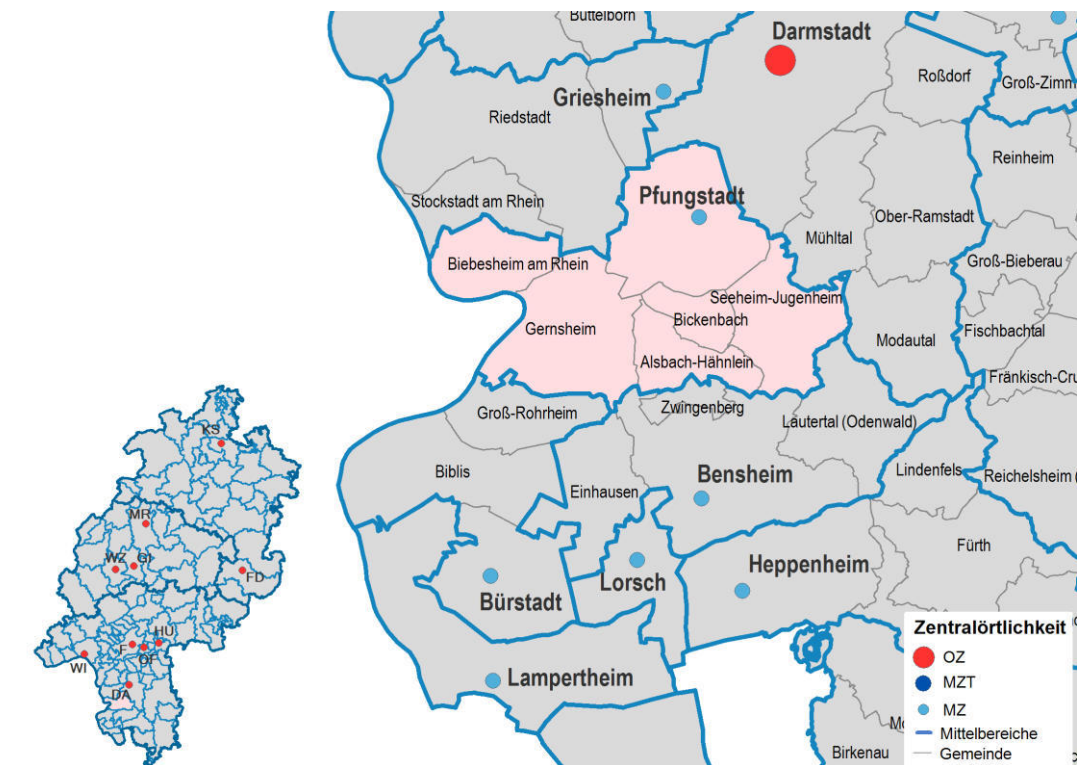 Büttelborn
Darmstadt
Roßdorf
Groß-Zimm
Griesheim
Riedstadt
Reinheim
Stockstadt am Rhein
Pfungstadt
Ober-Ramstadt
Mühltal
Biebesheim am Rhein
Groß-Bieberau
Seeheim-Jugenheim
Gernsheim
Bickenbach
Modautal
Fischbachtal
Alsbach-Hähnlein
Fränkisch-Cru
Groß-Rohrheim
Zwingenberg
Lautertal (Odenwald)
KS
Biblis
Bensheim
Lindenfels
Reichelsheim (
Einhausen
MR
Fürth
WZ
GI
FD
Heppenheim
Lorsch
Bürstadt
HU
F
OF
WI
DA
Lampertheim
Birkenau
Zentralörtlichkeit
OZ
MZT
MZ
Mittelbereiche
Gemeinde